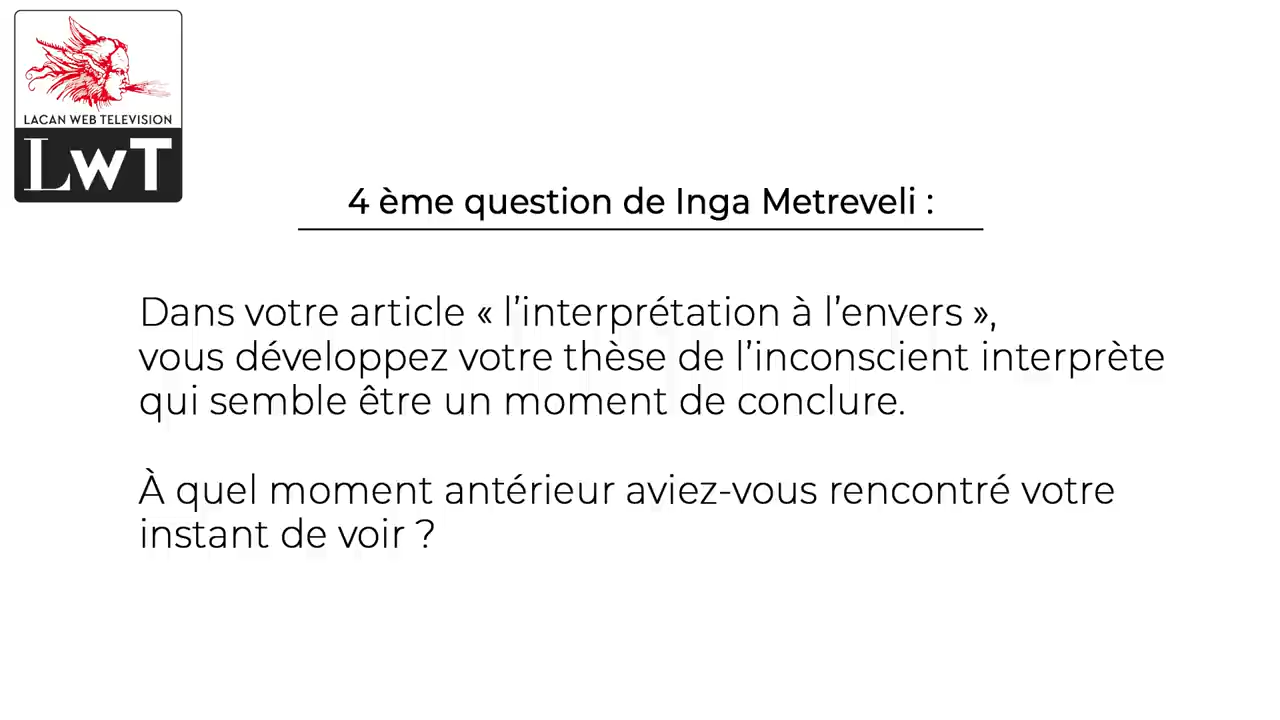 LACAN WEB TELEVISION
LWT
4 ème question de Inga Metreveli :
Dans votre article « l’interprétation à l’envers »,
vous développez votre thèse de l’inconscient interprète
qui semble être un moment de conclure.
À quel moment antérieur aviez-vous rencontré votre
instant de voir ?